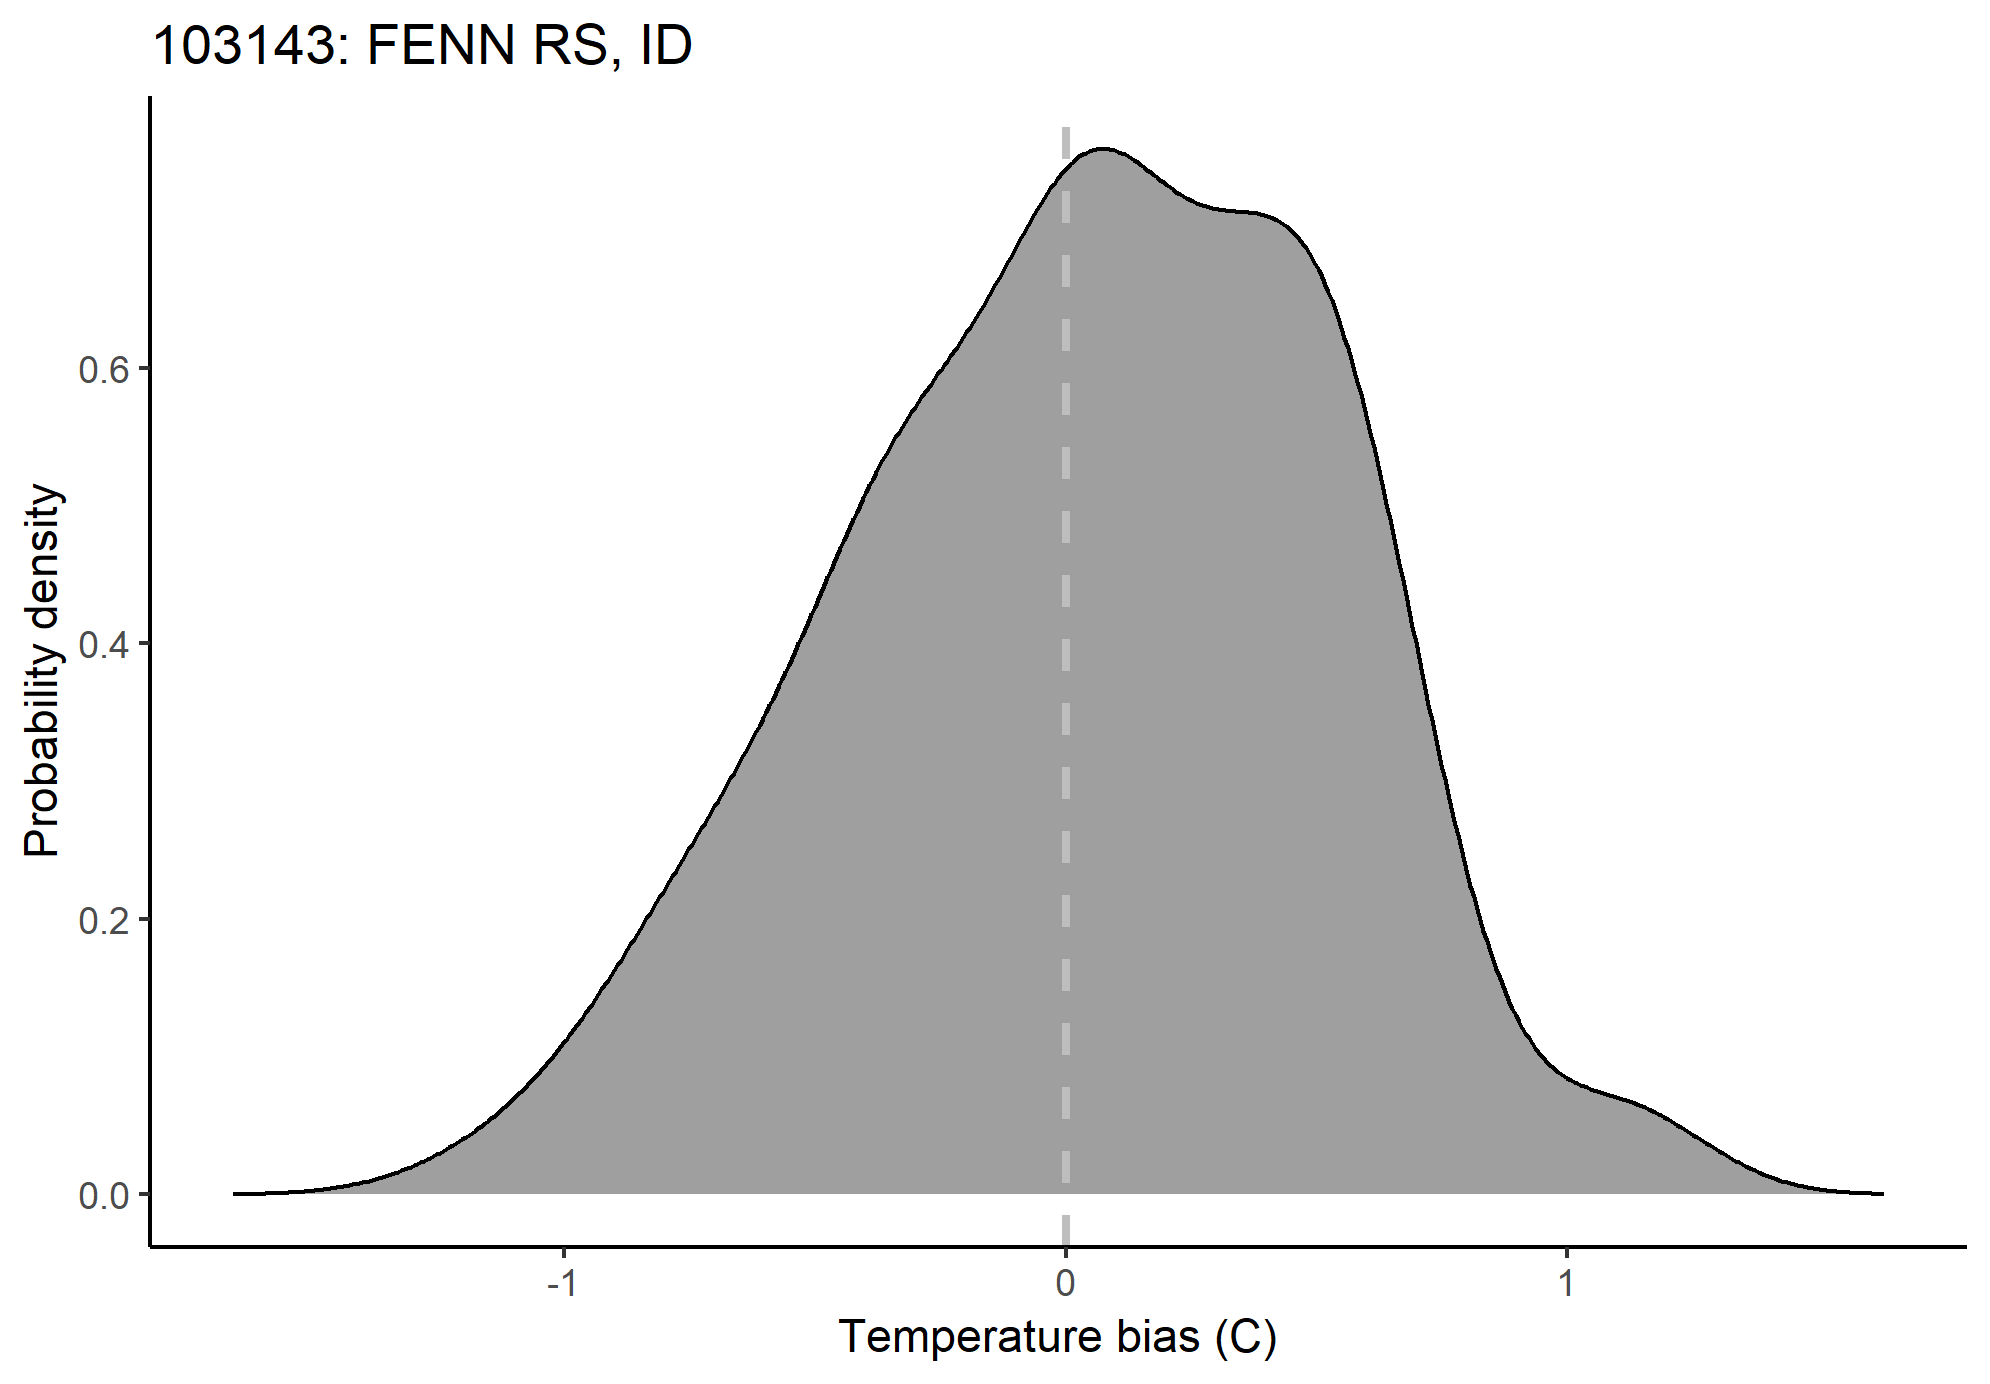 103143: FENN RS, ID
Probability density
0.6
0.4
0.2
0.0
-1
0
1
Temperature bias (C)